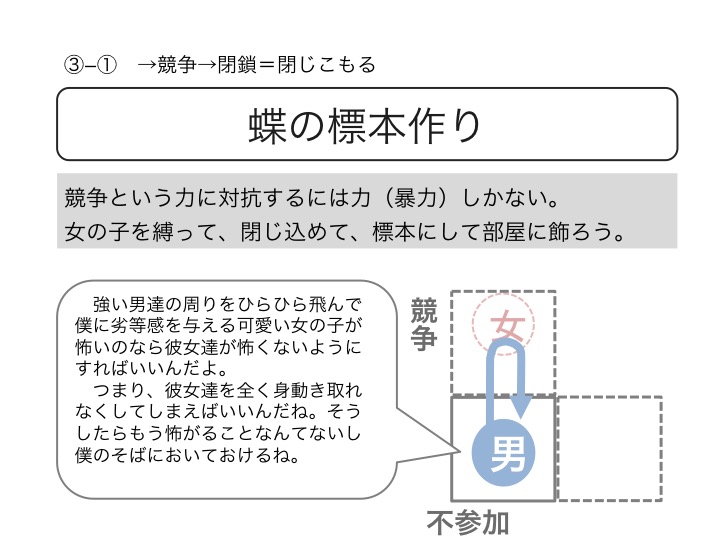 ③–①　→競争→閉鎖＝閉じこもる
蝶の標本作り
競争という力に対抗するには力（暴力）しかない。
女の子を縛って、閉じ込めて、標本にして部屋に飾ろう。
　強い男達の周りをひらひら飛んで
僕に劣等感を与える可愛い女の子が
怖いのなら彼女達が怖くないように
すればいいんだよ。
　つまり、彼女達を全く身動き取れ
なくしてしまえばいいんだね。そう
したらもう怖がることなんてないし
僕のそばにおいておけるね。
競争
女
男
不参加